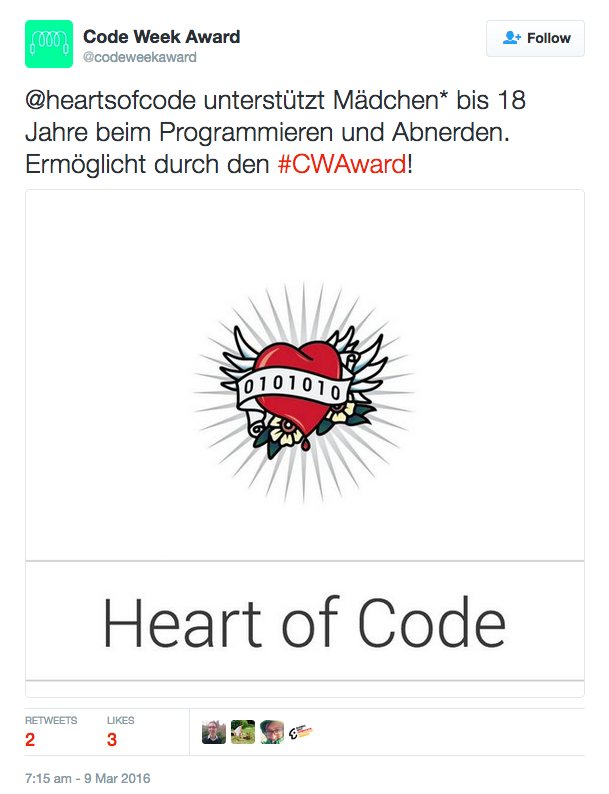 Code Week Award
@codeweekaward
Follow
@heartsofcode unterstützt Mädchen* bis 18
Jahre beim Programmieren und Abnerden.
Ermöglicht durch den #CWAward!
0101010
Heart of Code
RETWEETS
LIKES
2
3
7:15 am - 9 Mar 2016